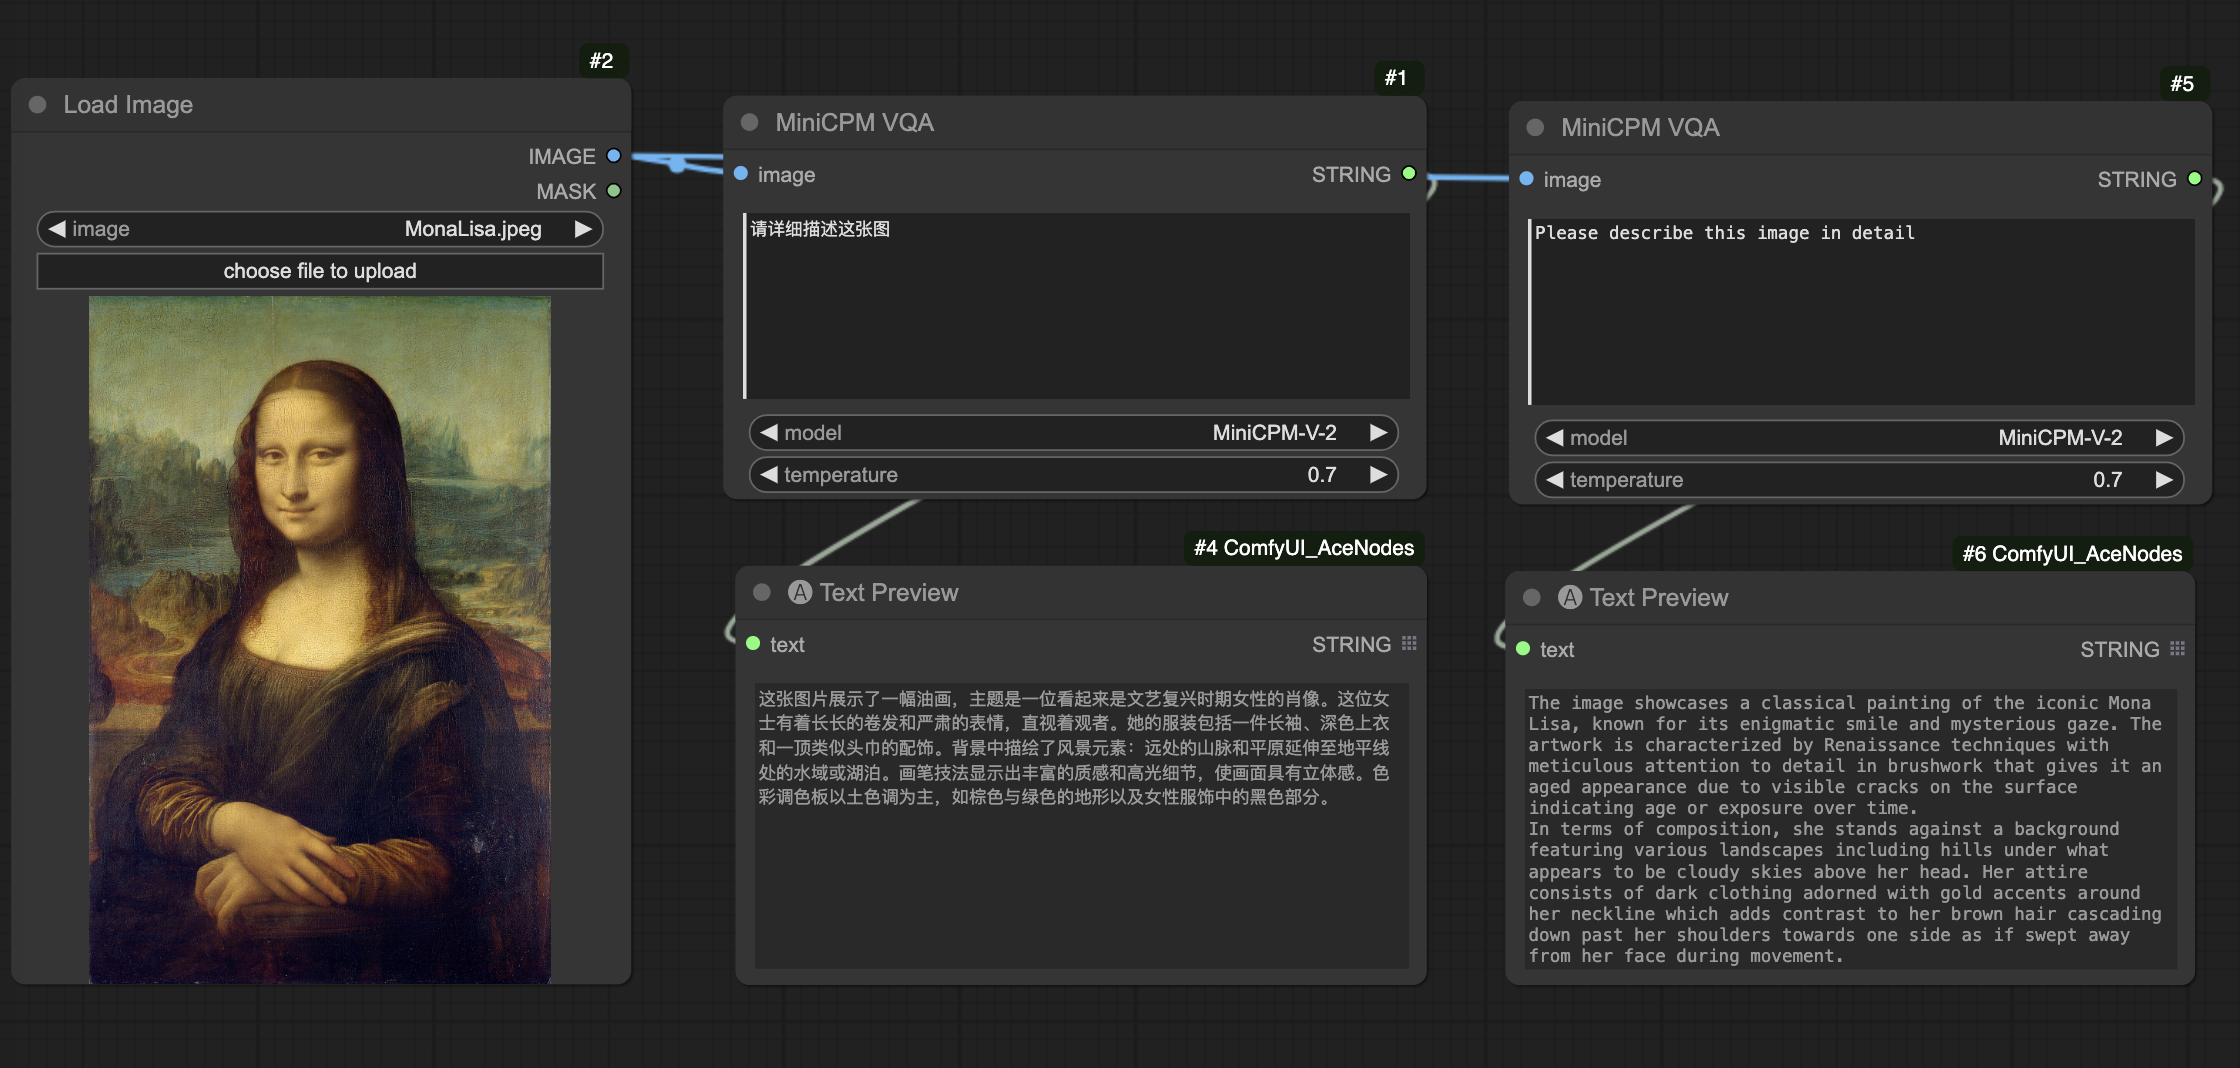 #2
Load Image
IMAGE
MASK
image MonaLisa.jpeg
choose file to upload
#1
MiniCPM VQA
image STRING
请详细描述这张图
model MiniCPM-V-2
temperature 0.7
#5
MiniCPM VQA
image STRING
Please describe this image in detail
model MiniCPM-V-2
temperature 0.7
#4 ComfyUI_AceNodes
🅐 Text Preview
text STRING
这张图片展示了一幅油画，主题是一位看起来是文艺复兴时期女性的肖像。这位女
士有着长长的卷发和严肃的表情，直视着观者。她的服装包括一件长袖、深色上衣
和一顶类似头巾的配饰。背景中描绘了风景元素：远处的山脉和平原延伸至地平线
处的水域或湖泊。画笔技法显示出丰富的质感和高光细节，使画面具有立体感。色
彩调色板以土色调为主，如棕色与绿色的地形以及女性服饰中的黑色部分。
#6 ComfyUI_AceNodes
🅐 Text Preview
text STRING
The image showcases a classical painting of the iconic Mona
Lisa, known for its enigmatic smile and mysterious gaze. The
artwork is characterized by Renaissance techniques with
meticulous attention to detail in brushwork that gives it an
aged appearance due to visible cracks on the surface
indicating age or exposure over time.
In terms of composition, she stands against a background
featuring various landscapes including hills under what
appears to be cloudy skies above her head. Her attire
consists of dark clothing adorned with gold accents around
her neckline which adds contrast to her brown hair cascading
down past her shoulders towards one side as if swept away
from her face during movement.